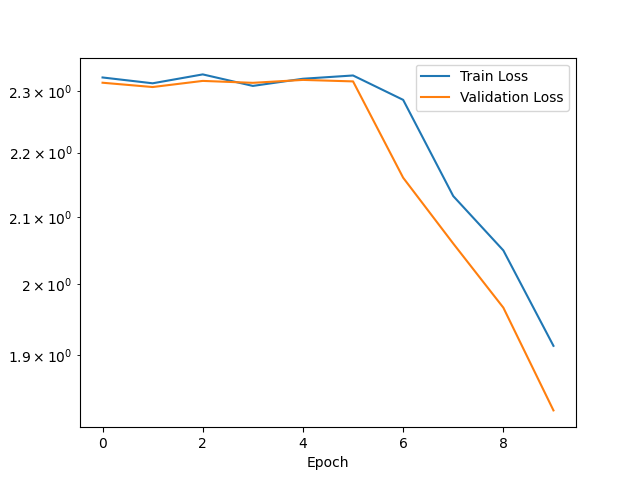 Train Loss
Validation Loss
2.3 × 10⁰
2.2 × 10⁰
2.1 × 10⁰
2 × 10⁰
1.9 × 10⁰
0 2 4 6 8
Epoch